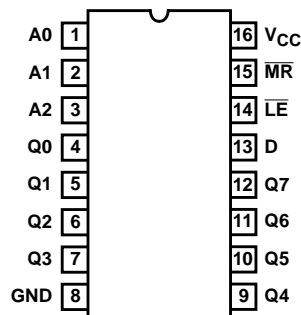 A0 1 16 VCC
A1 2 15 MR
A2 3 14 LE
Q0 4 13 D
Q1 5 12 Q7
Q2 6 11 Q6
Q3 7 10 Q5
GND 8 9 Q4